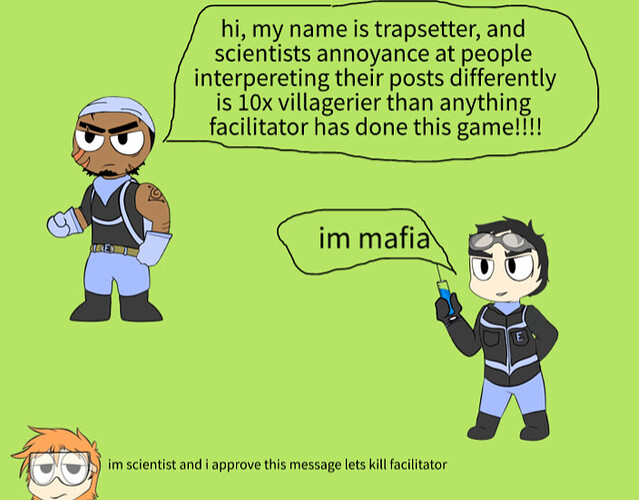 hi, my name is trapsetter, and
scientists annoyance at people
interpereting their posts differently
is 10x villagerier than anything
facilitator has done this game!!!!
im mafia
E
E
im scientist and i approve this message lets kill facilitator